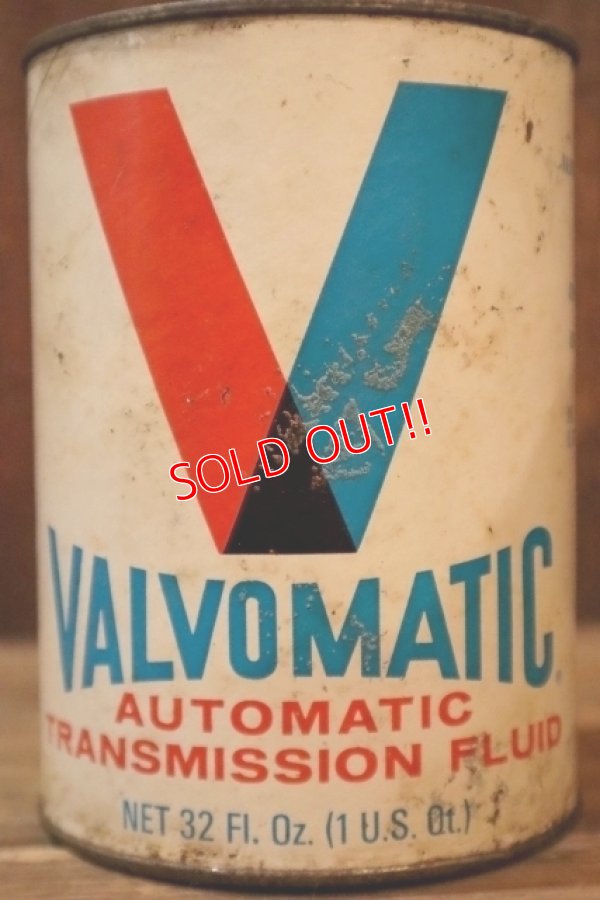 V
SOLD OUT!!
VALVOMATIC
AUTOMATIC
TRANSMISSION FLUID
NET 32 Fl. Oz. (1 U.S. Qt.)